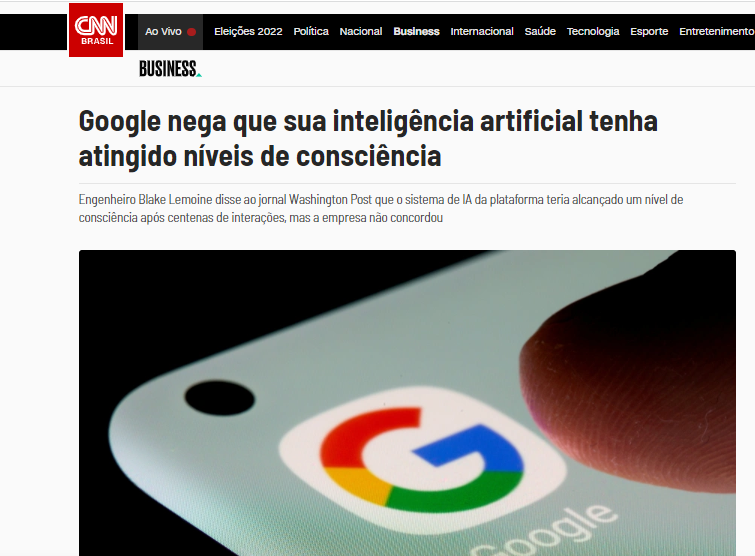 CNN
BRASIL
Ao Vivo
Eleições 2022 Política Nacional Business Internacional Saúde Tecnologia Esporte Entretenimento
BUSINESS
Google nega que sua inteligência artificial tenha
atingido níveis de consciência
Engenheiro Blake Lemoine disse ao jornal Washington Post que o sistema de IA da plataforma teria alcançado um nível de
consciência após centenas de interações, mas a empresa não concordou
G
Google